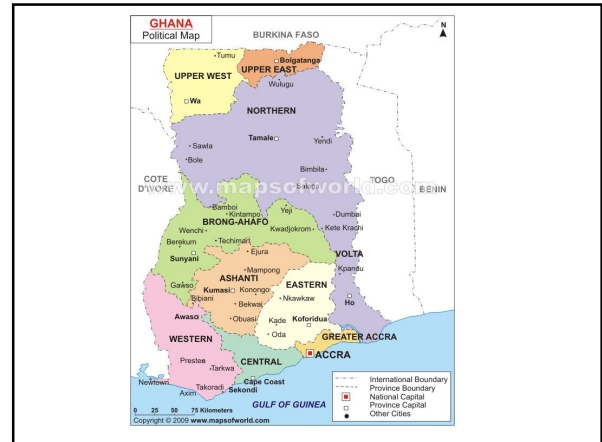 GHANA
Political Map
BURKINA FASO
N
Tumu
Bolgatanga
UPPER EAST
UPPER WEST
Wulugu
Wa
NORTHERN
Tamale
Yendi
Sawla
Bole
Bimbila
COTE
D'IVORE
TOGO
Salaga
www.mapsofworld.com
BENIN
Bamboi
Yeji
Kintampo
Dumbai
BRONG-AHAFO
Wenchi
Kwadjokrom
Kete Krachi
Berekum
Techimari
Ejura
VOLTA
Sunyani
Mampong
Kpandu
ASHANTI
EASTERN
Gawso
Kumasi
Konongo
Nkawkaw
Bibiani
Bekwai
Ho
Awaso
Obuasi
Kade
Koforidua
WESTERN
Oda
GREATER ACCRA
Prestea
CENTRAL
ACCRA
Tarkwa
Newtown
Cape Coast
Takoradi
Sekondi
Axim
GULF OF GUINEA
International Boundary
Province Boundary
National Capital
Province Capital
Other Cities
0 25 50 75 Kilometers
Copyright © 2009 www.mapsofworld.com